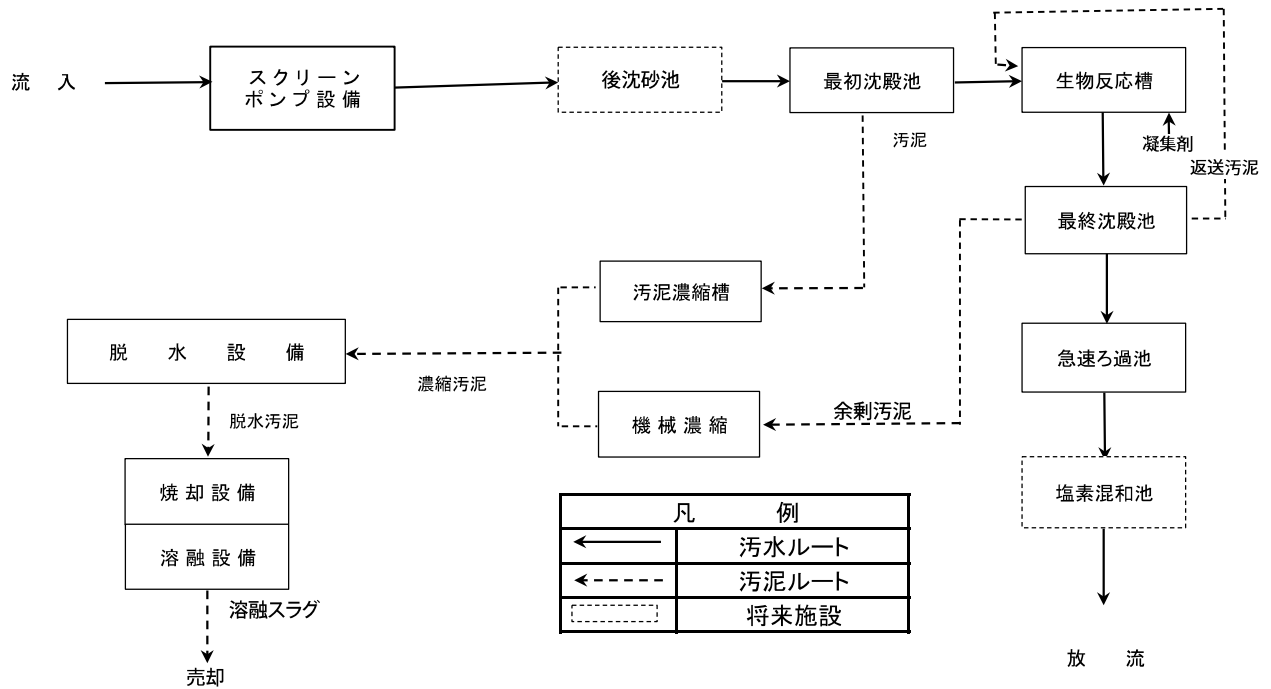 流 入
スクリーン
ポンプ設備
後沈砂池
最初沈殿池
生物反応槽
汚泥
凝集剤
返送汚泥
最終沈殿池
汚泥濃縮槽
脱 水 設 備
濃縮汚泥
急速ろ過池
機械濃縮
余剰汚泥
脱水汚泥
焼却設備
塩素混和池
溶融設備
溶融スラグ
売却
凡 例
汚水ルート
汚泥ルート
将来施設
放 流